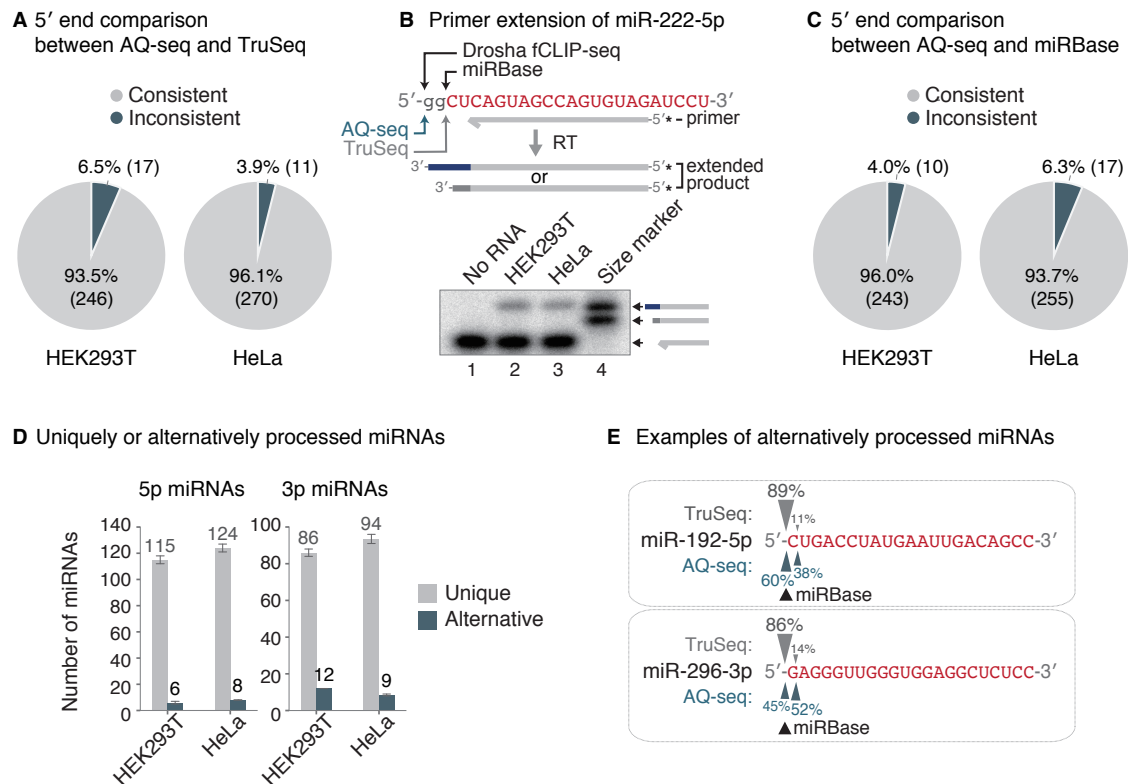 A 5′ end comparison
between AQ-seq and TruSeq
Consistent
Inconsistent
6.5% (17)
3.9% (11)
93.5%
(246)
96.1%
(270)
HEK293T
HeLa
B Primer extension of miR-222-5p
Drosha fCLIP-seq
miRBase
5′-ggCUCAGUAGCCAGUGUAGAUCCU-3′
AQ-seq
TruSeq
-5′* – primer
RT
3′- -5′* extended
or
3′- -5′* product
No RNA
HEK293T
HeLa
Size marker
1 2 3 4
C 5′ end comparison
between AQ-seq and miRBase
Consistent
Inconsistent
4.0% (10)
6.3% (17)
96.0%
(243)
93.7%
(255)
HEK293T
HeLa
D Uniquely or alternatively processed miRNAs
5p miRNAs
3p miRNAs
Number of miRNAs
140
120
100
80
60
40
20
0
115
6
124
8
HEK293T
HeLa
100
80
60
40
20
0
86
12
94
9
HEK293T
HeLa
Unique
Alternative
E Examples of alternatively processed miRNAs
89%
TruSeq: 11%
miR-192-5p 5′-CUGACCUAUGAAUUGACAGCC-3′
AQ-seq: 38%
60%
▲miRBase
86%
TruSeq: 14%
miR-296-3p 5′-GAGGGUUGGGUGGAGGCUCUCC-3′
AQ-seq: 45% 52%
▲miRBase